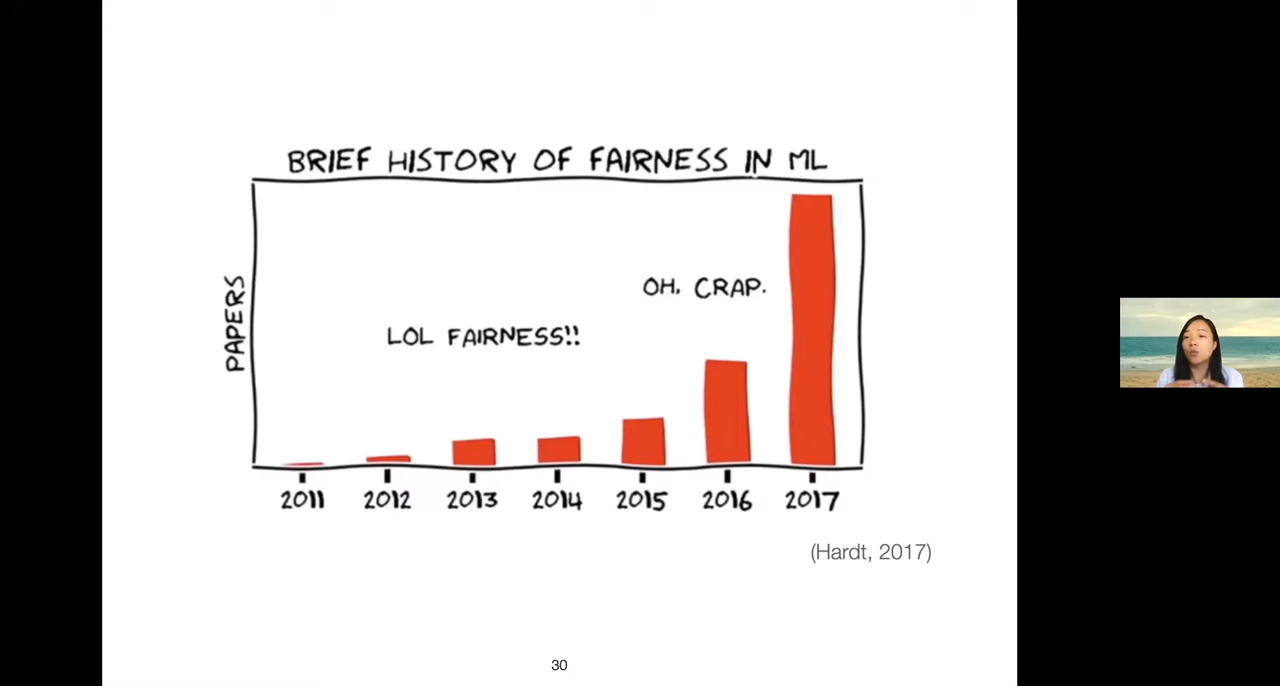 BRIEF HISTORY OF FAIRNESS IN ML
PAPERS
OH, CRAP.
LOL FAIRNESS!!
2011 2012 2013 2014 2015 2016 2017
(Hardt, 2017)
30